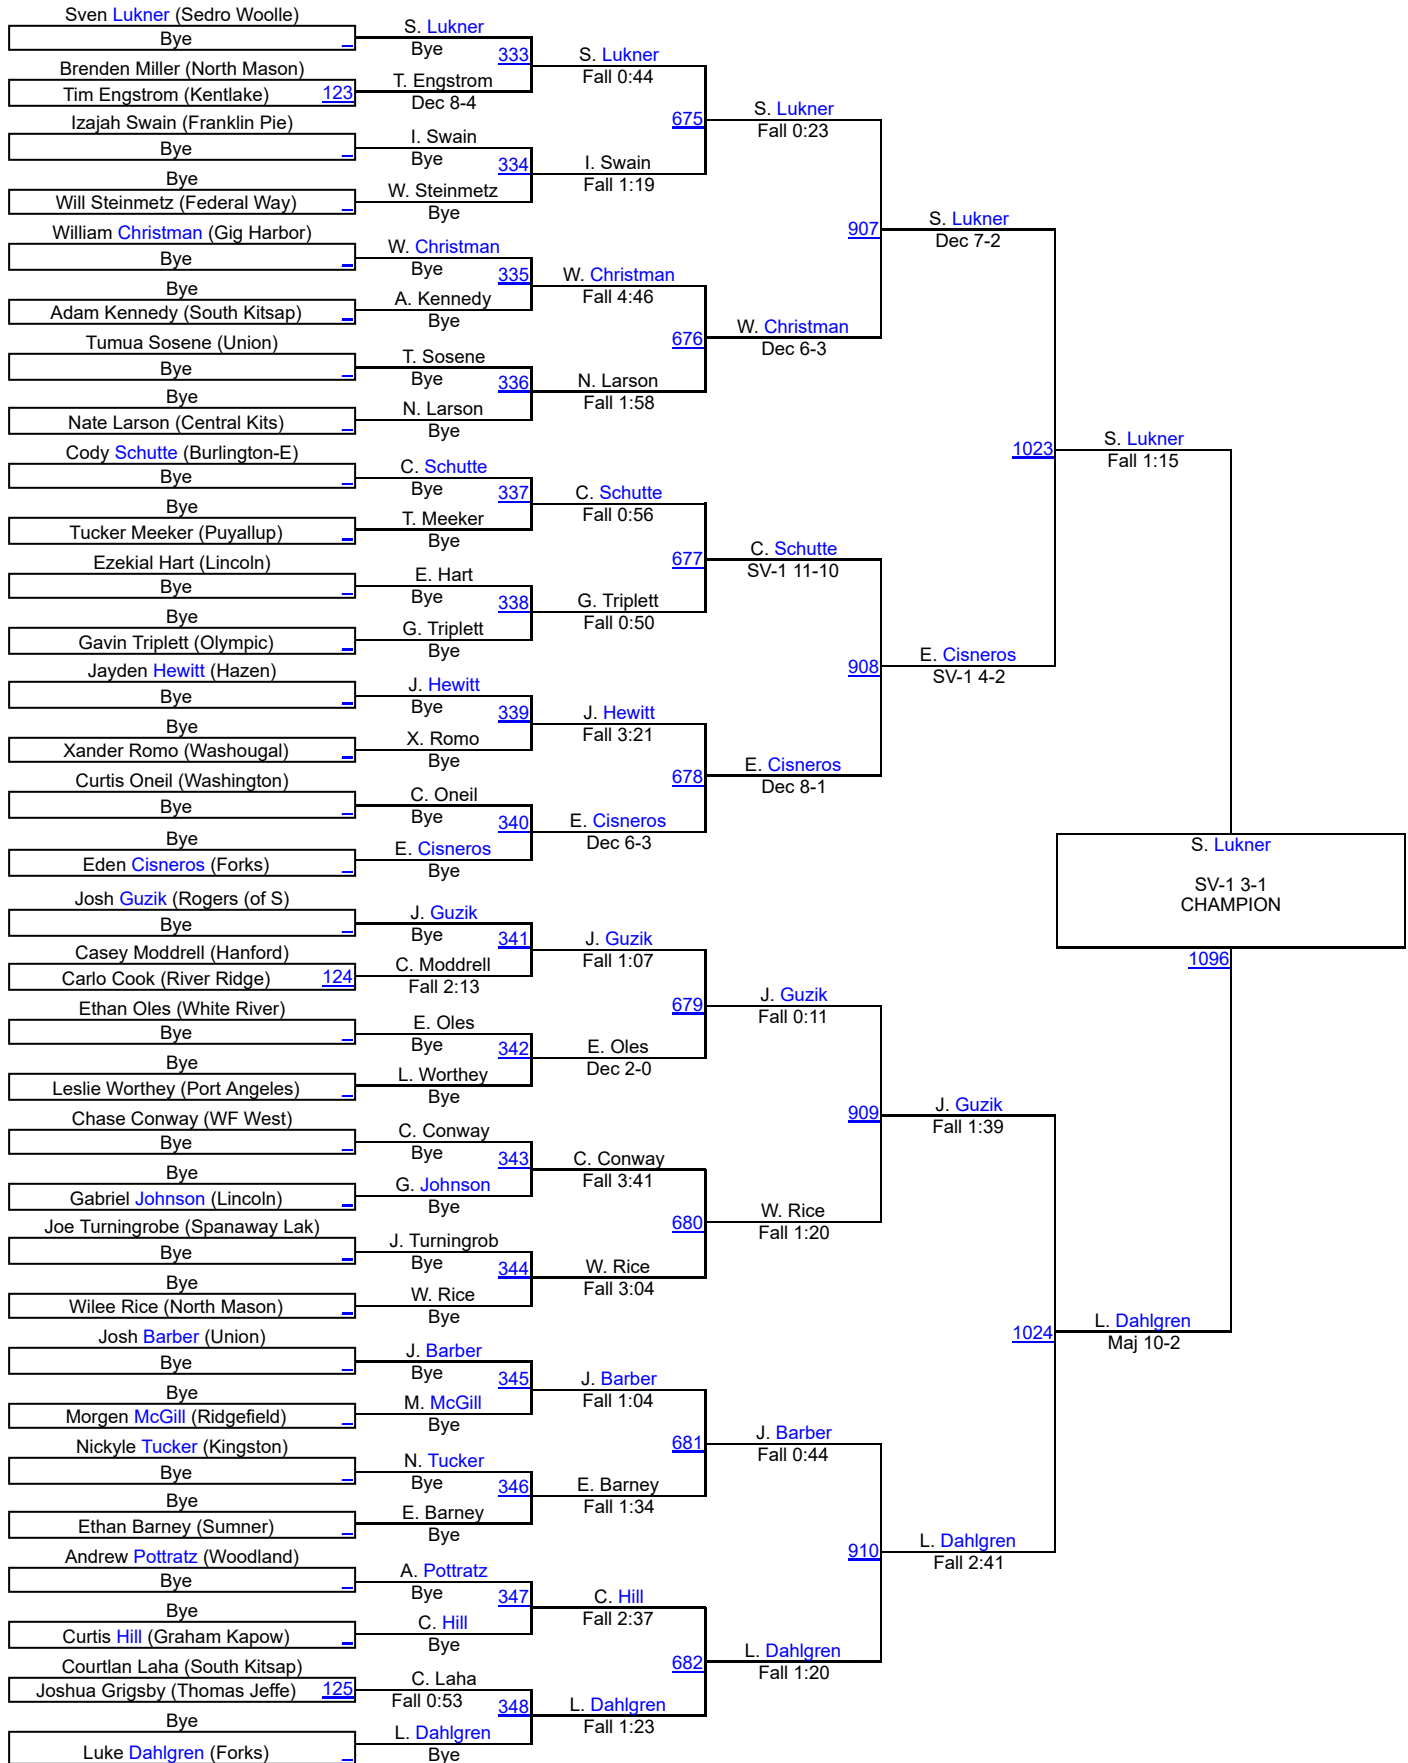 Sven Lukner (Sedro Woolle)
Bye
Brenden Miller (North Mason)
Tim Engstrom (Kentlake) 123
Izajah Swain (Franklin Pie)
Bye
Bye
Will Steinmetz (Federal Way)
William Christman (Gig Harbor)
Bye
Bye
Adam Kennedy (South Kitsap)
Tumua Sosene (Union)
Bye
Bye
Nate Larson (Central Kits)
Cody Schutte (Burlington-E)
Bye
Bye
Tucker Meeker (Puyallup)
Ezekial Hart (Lincoln)
Bye
Bye
Gavin Triplett (Olympic)
Jayden Hewitt (Hazen)
Bye
Bye
Xander Romo (Washougal)
Curtis Oneil (Washington)
Bye
Bye
Eden Cisneros (Forks)
Josh Guzik (Rogers (of S)
Bye
Casey Moddrell (Hanford)
Carlo Cook (River Ridge) 124
Ethan Oles (White River)
Bye
Bye
Leslie Worthey (Port Angeles)
Chase Conway (WF West)
Bye
Bye
Gabriel Johnson (Lincoln)
Joe Turningrobe (Spanaway Lak)
Bye
Bye
Wilee Rice (North Mason)
Josh Barber (Union)
Bye
Bye
Morgen McGill (Ridgefield)
Nickyle Tucker (Kingston)
Bye
Bye
Ethan Barney (Sumner)
Andrew Pottratz (Woodland)
Bye
Bye
Curtis Hill (Graham Kapow)
Courtlan Laha (South Kitsap)
Joshua Grigsby (Thomas Jeffe) 125
Bye
Luke Dahlgren (Forks)
S. Lukner
Bye
333
T. Engstrom
Dec 8-4
I. Swain
Bye
334
W. Steinmetz
Bye
W. Christman
Bye
335
A. Kennedy
Bye
T. Sosene
Bye
336
N. Larson
Bye
C. Schutte
Bye
337
T. Meeker
Bye
E. Hart
Bye
338
G. Triplett
Bye
J. Hewitt
Bye
339
X. Romo
Bye
C. Oneil
Bye
340
E. Cisneros
Bye
J. Guzik
Bye
341
C. Moddrell
Fall 2:13
E. Oles
Bye
342
L. Worthey
Bye
C. Conway
Bye
343
G. Johnson
Bye
J. Turningrob
Bye
344
W. Rice
Bye
J. Barber
Bye
345
M. McGill
Bye
N. Tucker
Bye
346
E. Barney
Bye
A. Pottratz
Bye
347
C. Hill
Bye
C. Laha
Fall 0:53
348
L. Dahlgren
Bye
S. Lukner
Fall 0:44
675
I. Swain
Fall 1:19
W. Christman
Fall 4:46
676
N. Larson
Fall 1:58
C. Schutte
Fall 0:56
677
G. Triplett
Fall 0:50
J. Hewitt
Fall 3:21
678
E. Cisneros
Dec 6-3
J. Guzik
Fall 1:07
679
E. Oles
Dec 2-0
C. Conway
Fall 3:41
680
W. Rice
Fall 3:04
J. Barber
Fall 1:04
681
E. Barney
Fall 1:34
C. Hill
Fall 2:37
682
L. Dahlgren
Fall 1:23
S. Lukner
Fall 0:23
907
W. Christman
Dec 6-3
C. Schutte
SV-1 11-10
908
E. Cisneros
Dec 8-1
J. Guzik
Fall 0:11
909
W. Rice
Fall 1:20
J. Barber
Fall 0:44
910
L. Dahlgren
Fall 1:20
S. Lukner
Dec 7-2
1023
E. Cisneros
SV-1 4-2
J. Guzik
Fall 1:39
1024
L. Dahlgren
Fall 2:41
S. Lukner
Fall 1:15
S. Lukner
SV-1 3-1
CHAMPION
1096
L. Dahlgren
Maj 10-2